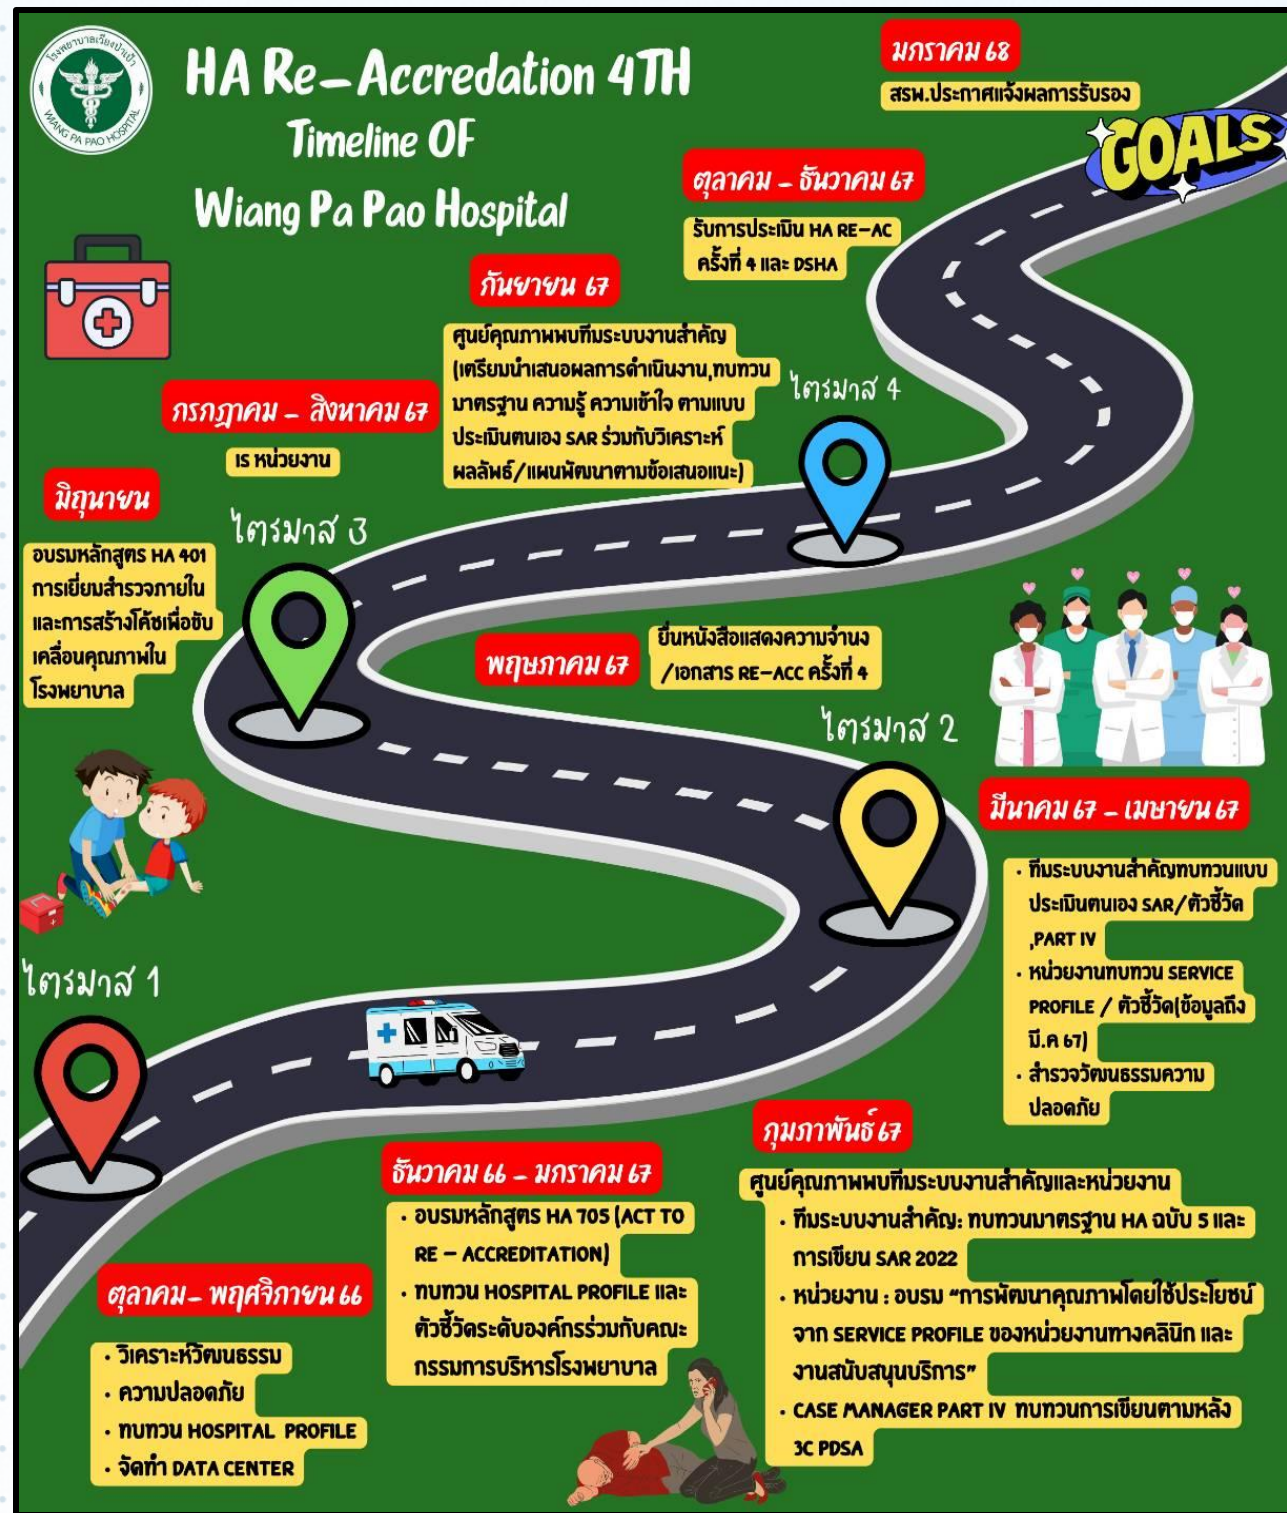 โรงพยาบาลเวียงป่าเป้า
WIANG PA PAO HOSPITAL
HA Re-Accredation 4TH
Timeline OF
Wiang Pa Pao Hospital
มกราคม 68
สรพ.ประกาศแจ้งผลการรับรอง
GOALS
ตุลาคม - ธันวาคม 67
รับการประเมิน HA RE-AC
ครั้งที่ 4 และ DSHA
กันยายน 67
ศูนย์คุณภาพพบทีมระบบงานสำคัญ
(เตรียมนำเสนอผลการดำเนินงาน,ทบทวน
มาตรฐาน ความรู้ ความเข้าใจ ตามแบบ
ประเมินตนเอง SAR ร่วมกับวิเคราะห์
ผลลัพธ์/แผนพัฒนาตามข้อเสนอแนะ)
ไตรมาส 4
กรกฎาคม - สิงหาคม 67
IS หน่วยงาน
ไตรมาส 3
มิถุนายน
อบรมหลักสูตร HA 401
การเยี่ยมสำรวจภายใน
และการสร้างโค้ชเพื่อขับ
เคลื่อนคุณภาพใน
โรงพยาบาล
พฤษภาคม 67
ยื่นหนังสือแสดงความจำนง
/เอกสาร RE-ACC ครั้งที่ 4
ไตรมาส 2
มีนาคม 67 - เมษายน 67
• ทีมระบบงานสำคัญทบทวนแบบ
ประเมินตนเอง SAR/ตัวชี้วัด
,PART IV
• หน่วยงานทบทวน SERVICE
PROFILE / ตัวชี้วัด(ข้อมูลถึง
มี.ค 67)
• สำรวจวัฒนธรรมความ
ปลอดภัย
ไตรมาส 1
ตุลาคม- พฤศจิกายน 66
• วิเคราะห์วัฒนธรรม
• ความปลอดภัย
• ทบทวน HOSPITAL PROFILE
• จัดทำ DATA CENTER
ธันวาคม 66 - มกราคม 67
• อบรมหลักสูตร HA 705 (ACT TO
RE - ACCREDITATION)
• ทบทวน HOSPITAL PROFILE และ
ตัวชี้วัดระดับองค์กรร่วมกับคณะ
กรรมการบริหารโรงพยาบาล
กุมภาพันธ์ 67
ศูนย์คุณภาพพบทีมระบบงานสำคัญและหน่วยงาน
• ทีมระบบงานสำคัญ: ทบทวนมาตรฐาน HA ฉบับ 5 และ
การเขียน SAR 2022
• หน่วยงาน : อบรม "การพัฒนาคุณภาพโดยใช้ประโยชน์
จาก SERVICE PROFILE ของหน่วยงานทางคลินิก และ
งานสนับสนุนบริการ"
• CASE MANAGER PART IV ทบทวนการเขียนตามหลัง
3C PDSA